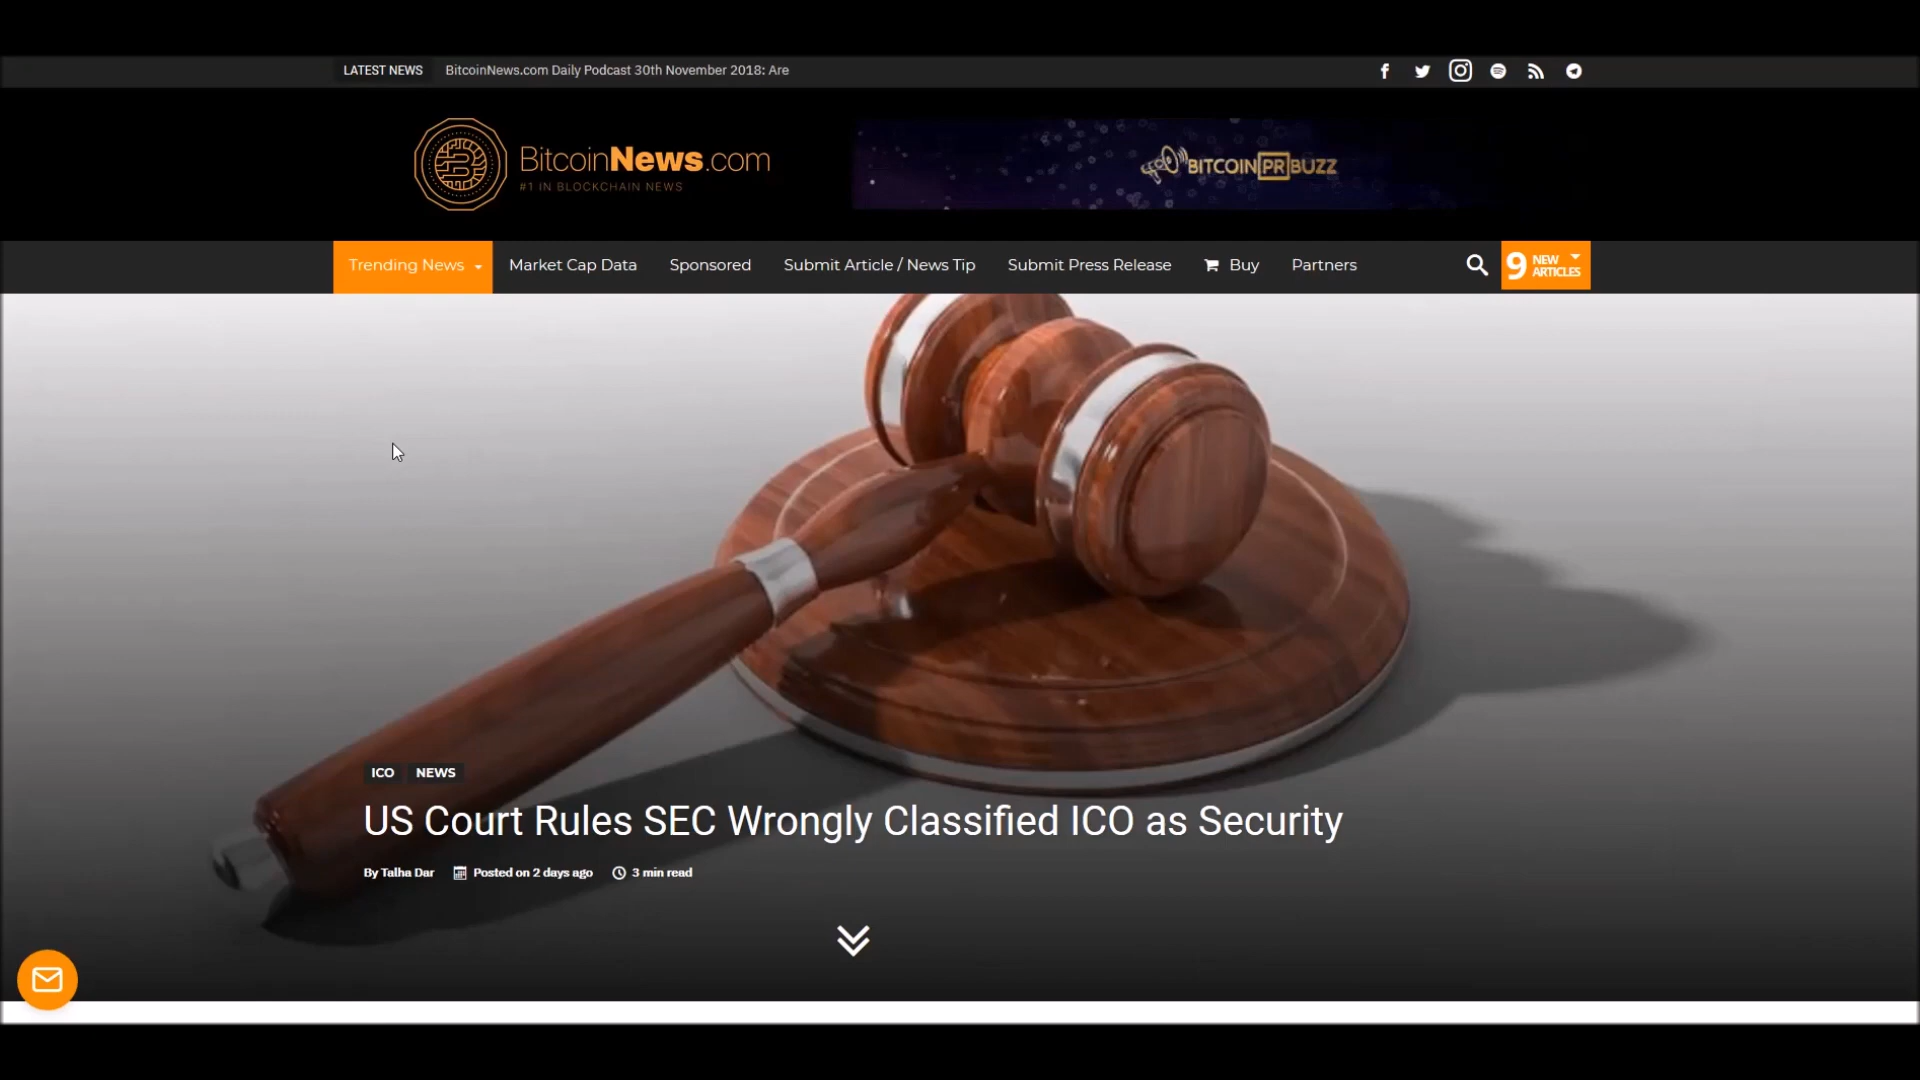 LATEST NEWS BitcoinNews.com Daily Podcast 30th November 2018: Are
BitcoinNews.com
#1 IN BLOCKCHAIN NEWS
BITCOIN PR BUZZ
Trending News Market Cap Data Sponsored Submit Article / News Tip Submit Press Release Buy Partners 9 NEW ARTICLES
ICO NEWS
US Court Rules SEC Wrongly Classified ICO as Security
By Talha Dar Posted on 2 days ago 3 min read